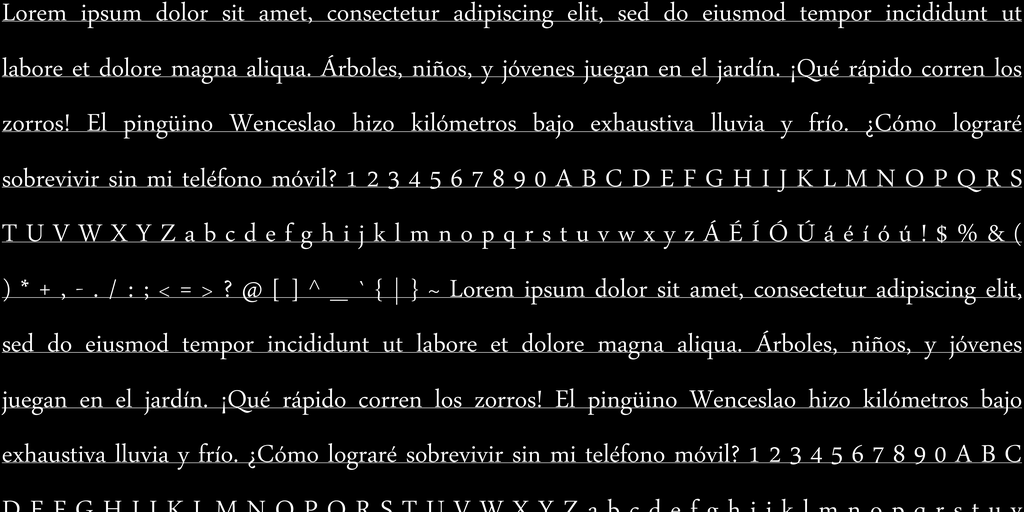 Lorem ipsum dolor sit amet, consectetur adipiscing elit, sed do eiusmod tempor incididunt ut
labore et dolore magna aliqua. Árboles, niños, y jóvenes juegan en el jardín. ¡Qué rápido corren los
zorros! El pingüino Wenceslao hizo kilómetros bajo exhaustiva lluvia y frío. ¿Cómo lograré
sobrevivir sin mi teléfono móvil? 1 2 3 4 5 6 7 8 9 0 A B C D E F G H I J K L M N O P Q R S
T U V W X Y Z a b c d e f g h i j k l m n o p q r s t u v w x y z Á É Í Ó Ú á é í ó ú ! $ % & (
) * + , - . / : ; < = > ? @ [ ] ^ _ ` { | } ~ Lorem ipsum dolor sit amet, consectetur adipiscing elit,
sed do eiusmod tempor incididunt ut labore et dolore magna aliqua. Árboles, niños, y jóvenes
juegan en el jardín. ¡Qué rápido corren los zorros! El pingüino Wenceslao hizo kilómetros bajo
exhaustiva lluvia y frío. ¿Cómo lograré sobrevivir sin mi teléfono móvil? 1 2 3 4 5 6 7 8 9 0 A B C
D E F G H I J K L M N O P Q R S T U V W X Y Z a b c d e f g h i j k l m n o p q r s t u v